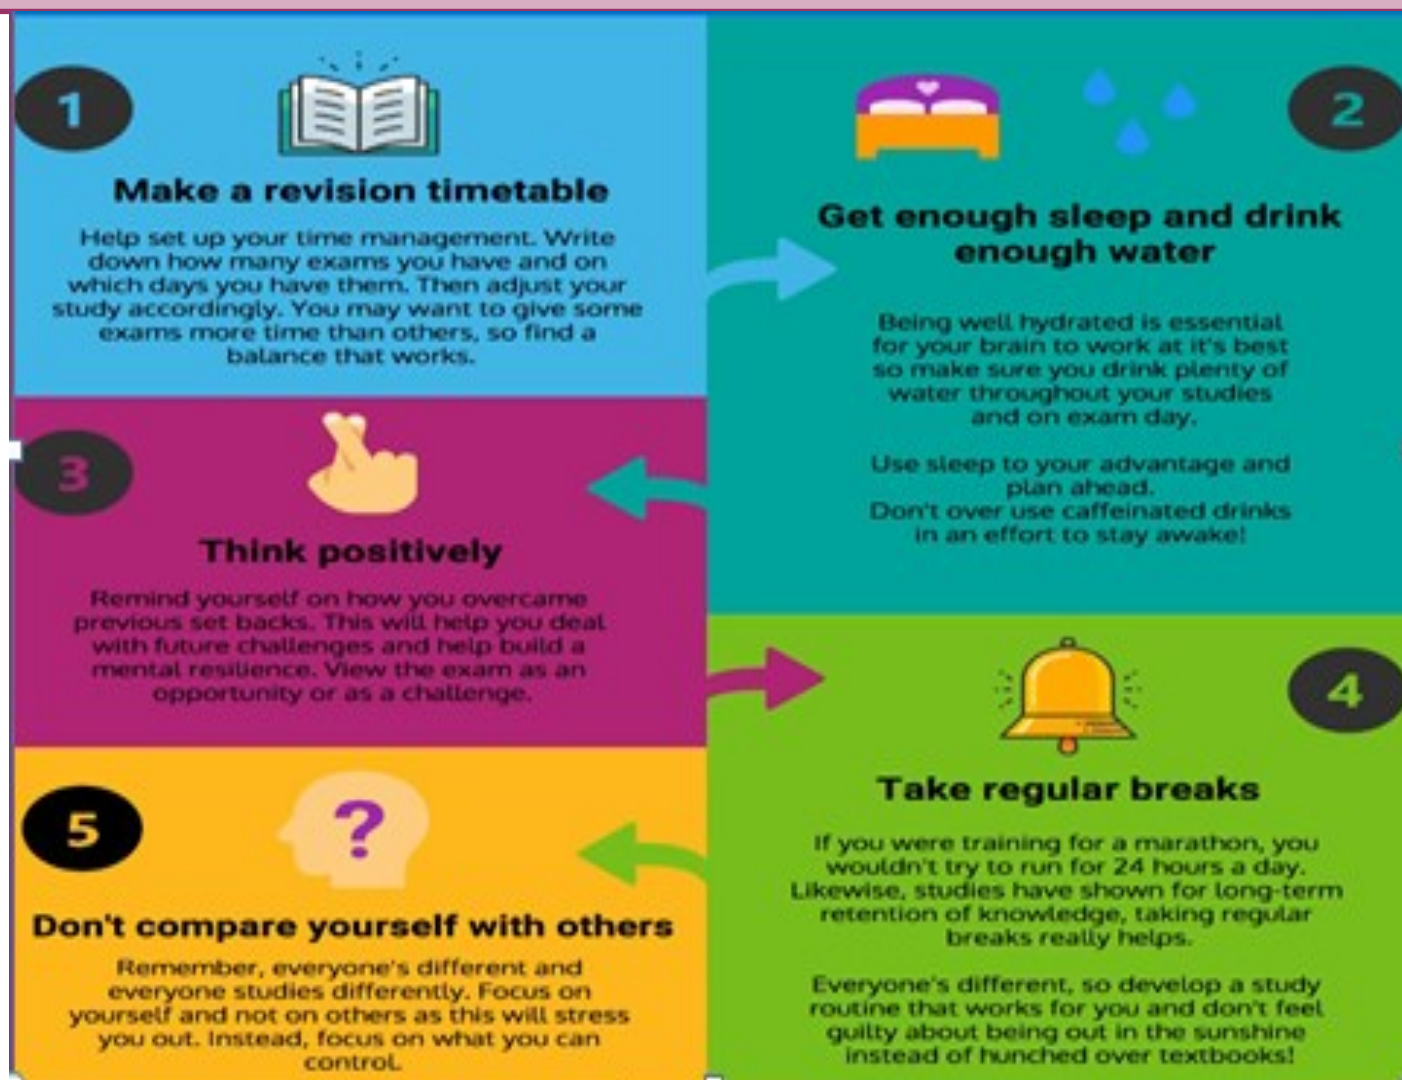 1
Make a revision timetable
Help set up your time management. Write
down how many exams you have and on
which days you have them. Then adjust your
study accordingly. You may want to give some
exams more time than others, so find a
balance that works.
2
Get enough sleep and drink
enough water
Being well hydrated is essential
for your brain to work at it's best
so make sure you drink plenty of
water throughout your studies
and on exam day.
Use sleep to your advantage and
plan ahead.
Don't over use caffeinated drinks
in an effort to stay awake!
3
Think positively
Remind yourself on how you overcame
previous set backs. This will help you deal
with future challenges and help build a
mental resilience. View the exam as an
opportunity or as a challenge.
4
Take regular breaks
If you were training for a marathon, you
wouldn't try to run for 24 hours a day.
Likewise, studies have shown for long-term
retention of knowledge, taking regular
breaks really helps.
Everyone's different, so develop a study
routine that works for you and don't feel
guilty about being out in the sunshine
instead of hunched over textbooks!
5
?
Don't compare yourself with others
Remember, everyone's different and
everyone studies differently. Focus on
yourself and not on others as this will stress
you out. Instead, focus on what you can
control.